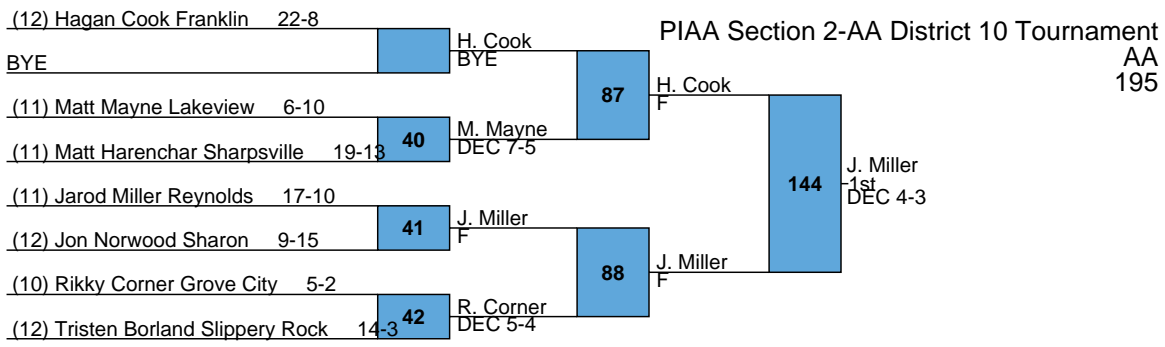 (12) Hagan Cook Franklin 22-8
PIAA Section 2-AA District 10 Tournament
AA
195
H. Cook
BYE
BYE
87
H. Cook
F
(11) Matt Mayne Lakeview 6-10
40
M. Mayne
DEC 7-5
(11) Matt Harenchar Sharpsville 19-13
144
J. Miller
1st
DEC 4-3
(11) Jarod Miller Reynolds 17-10
41
J. Miller
F
(12) Jon Norwood Sharon 9-15
88
J. Miller
F
(10) Rikky Corner Grove City 5-2
42
R. Corner
DEC 5-4
(12) Tristen Borland Slippery Rock 14-3